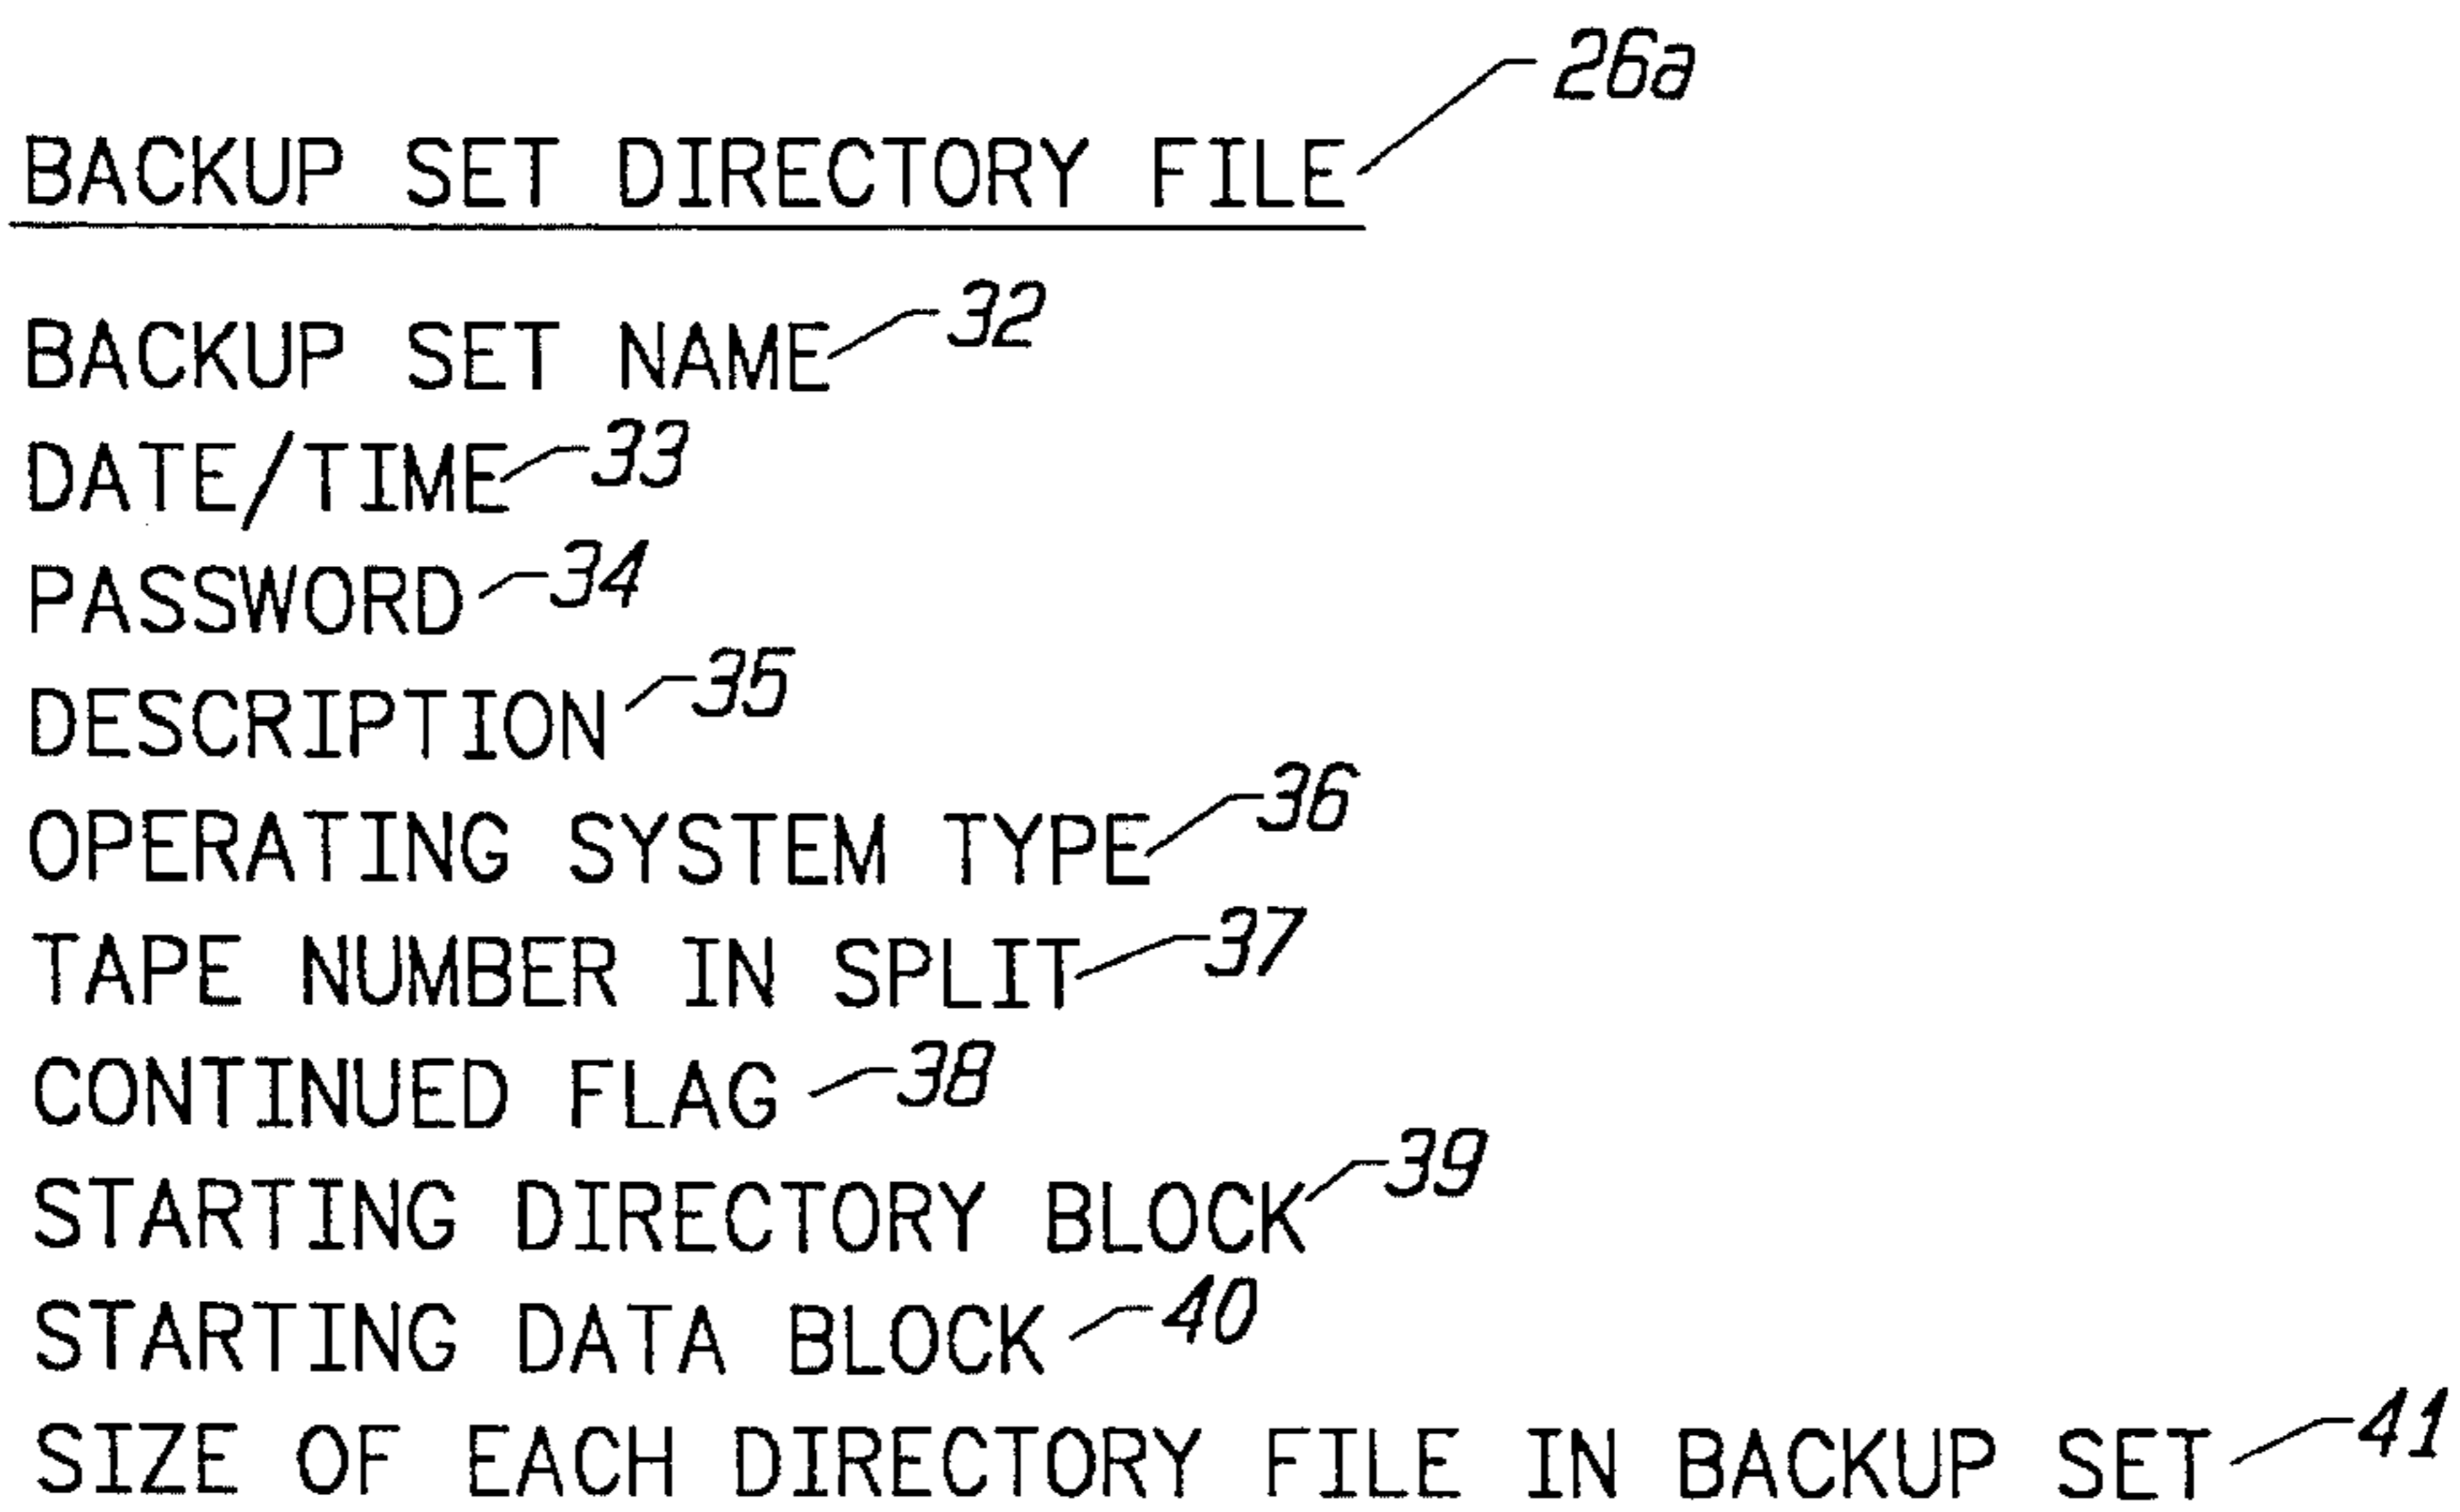 BACKUP SET DIRECTORY FILE 26a
BACKUP SET NAME 32
DATE/TIME 33
PASSWORD 34
DESCRIPTION 35
OPERATING SYSTEM TYPE 36
TAPE NUMBER IN SPLIT 37
CONTINUED FLAG 38
STARTING DIRECTORY BLOCK 39
STARTING DATA BLOCK 40
SIZE OF EACH DIRECTORY FILE IN BACKUP SET 41